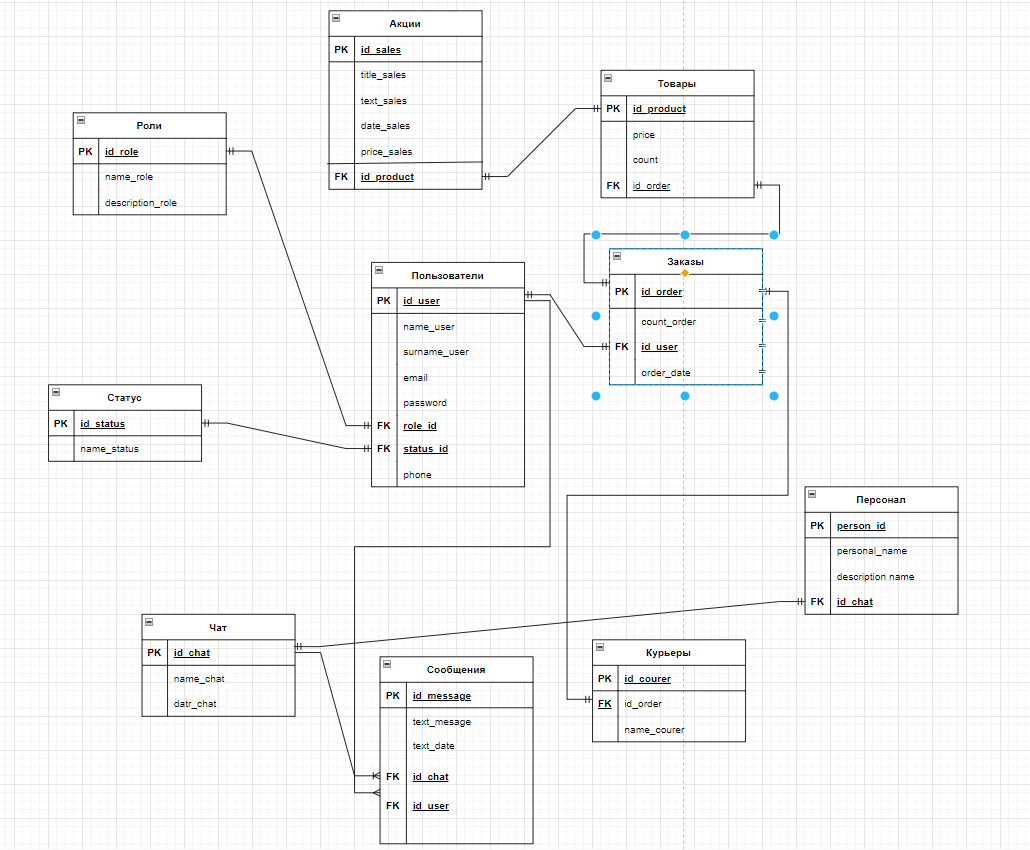 Акции
PK id_sales
title_sales
text_sales
date_sales
price_sales
FK id_product
Товары
PK id_product
price
count
FK id_order
Роли
PK id_role
name_role
description_role
Заказы
PK id_order
count_order
FK id_user
order_date
Пользователи
PK id_user
name_user
surname_user
email
password
FK role_id
FK status_id
phone
Статус
PK id_status
name_status
Персонал
PK person_id
personal_name
description name
FK id_chat
Чат
PK id_chat
name_chat
datr_chat
Сообщения
PK id_message
text_mesage
text_date
FK id_chat
FK id_user
Курьеры
PK id_courer
FK id_order
name_courer